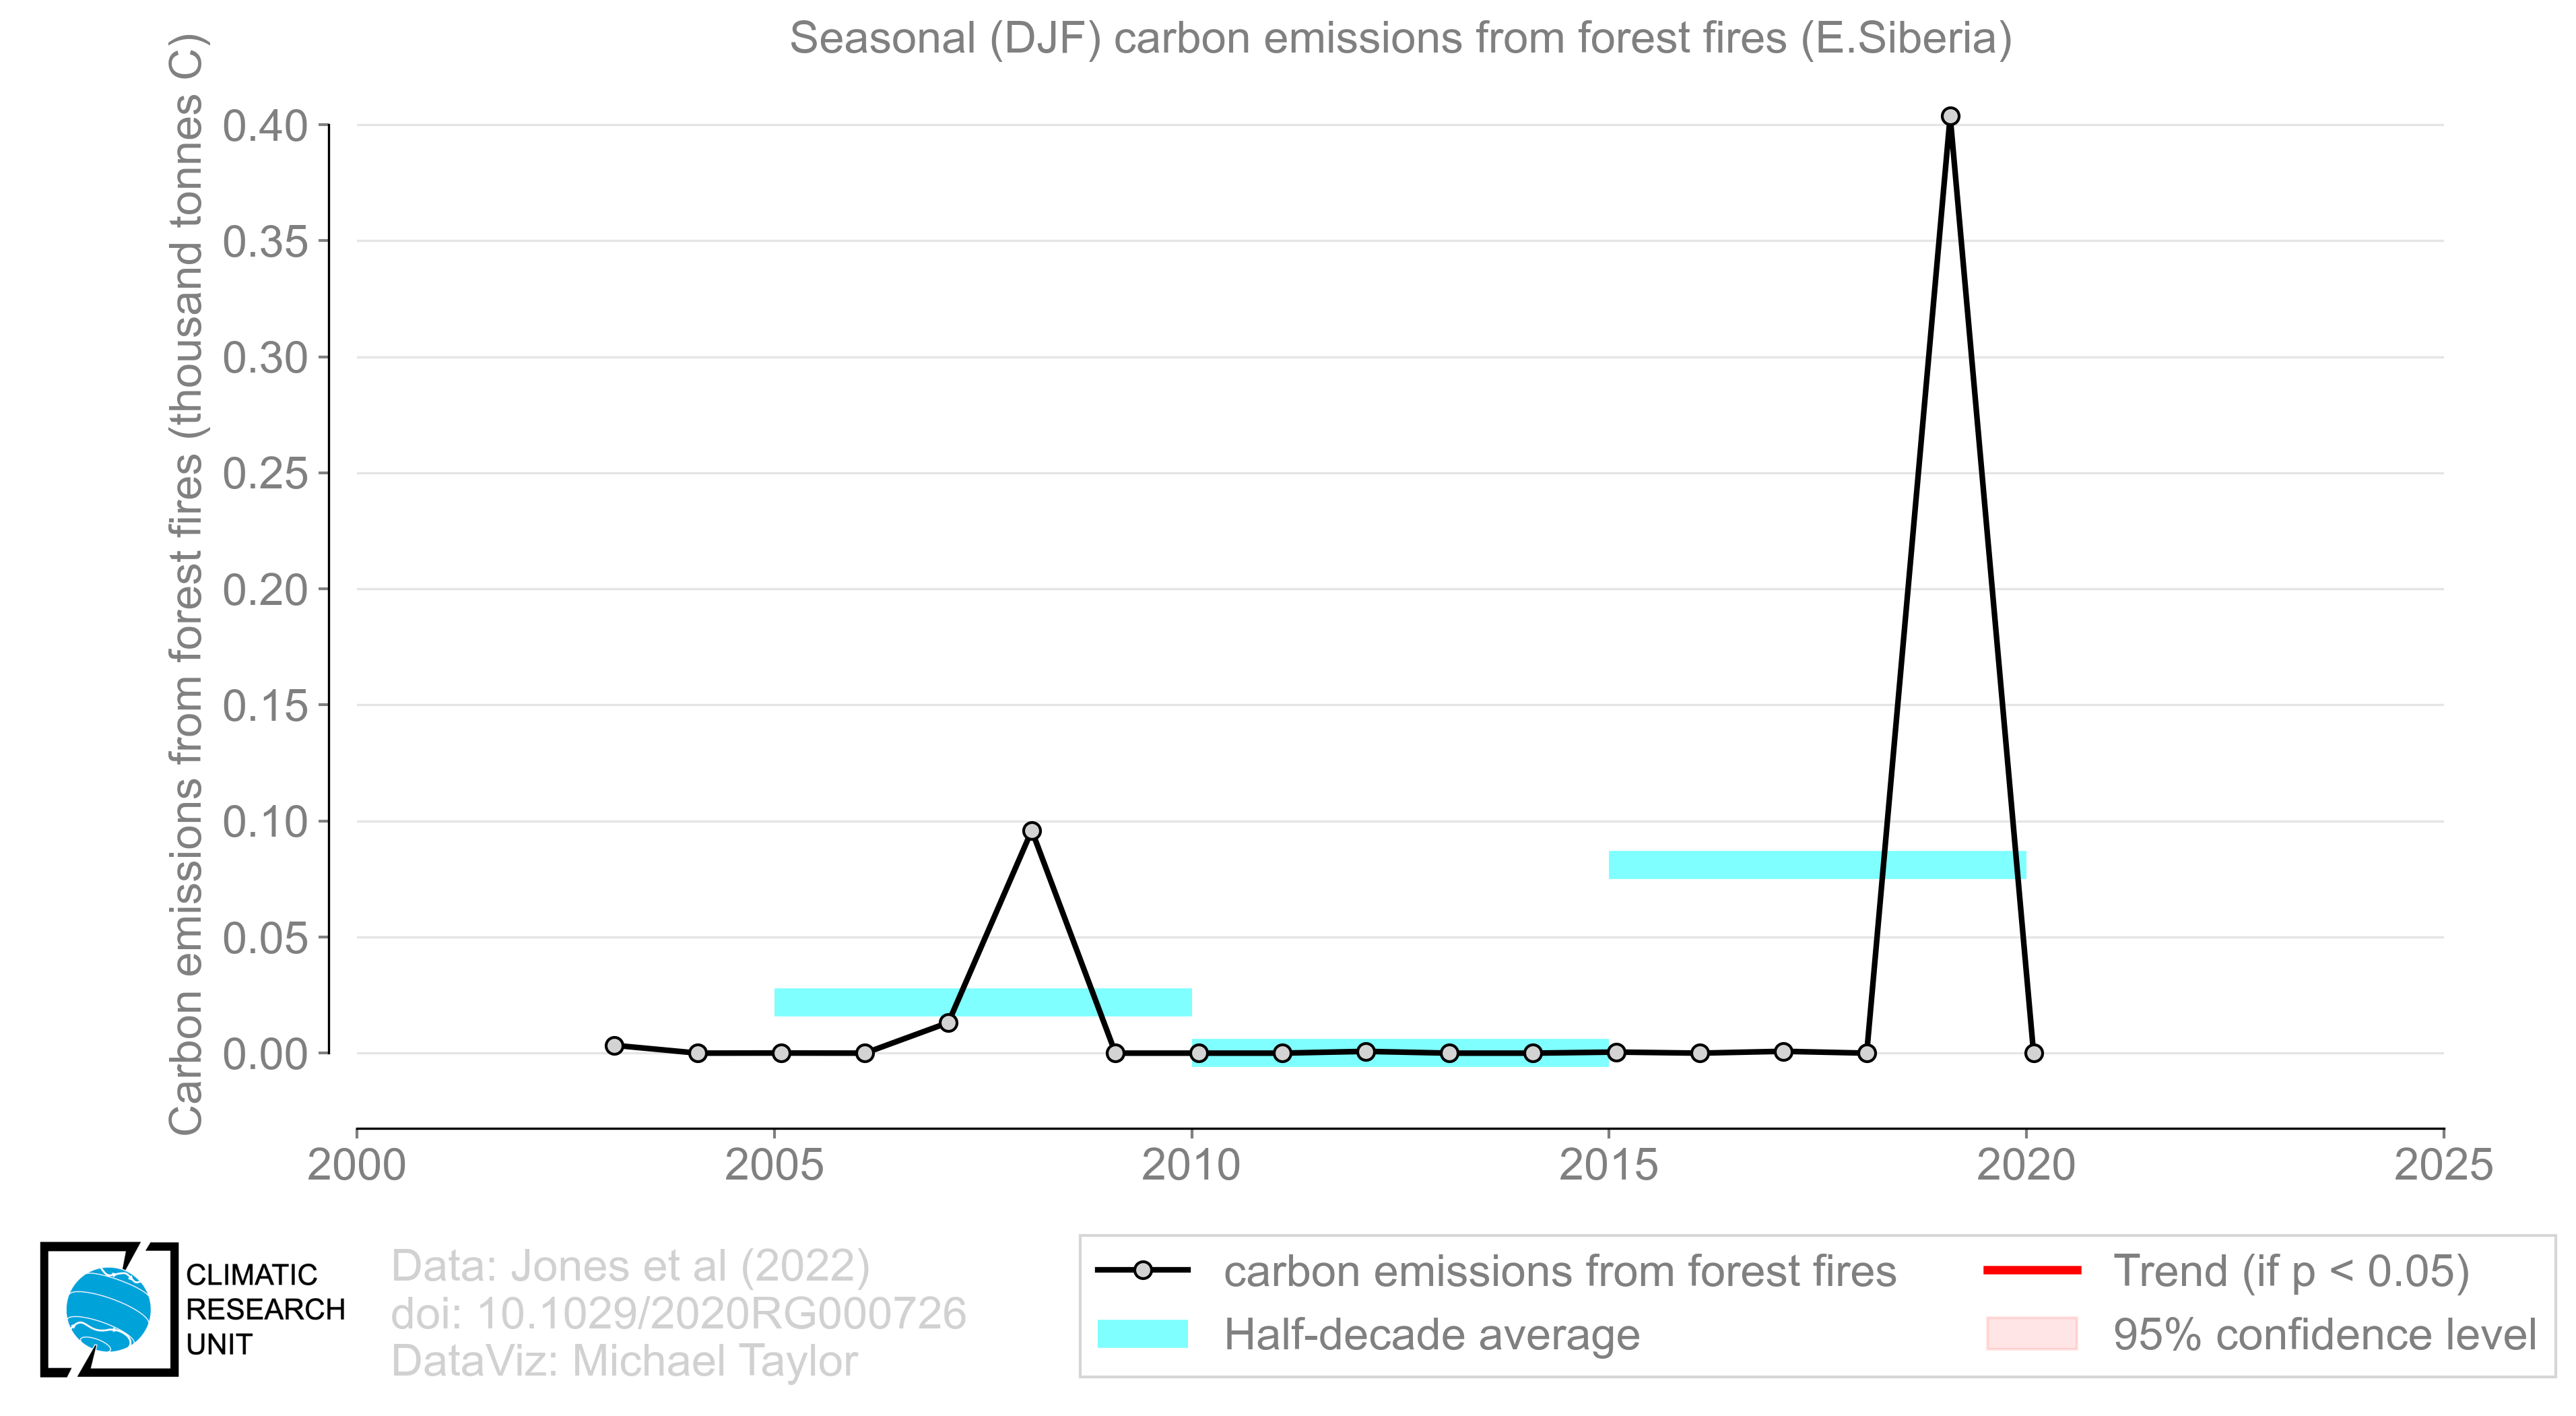 Seasonal (DJF) carbon emissions from forest fires (E.Siberia)
Carbon emissions from forest fires (thousand tonnes C)
0.40
0.35
0.30
0.25
0.20
0.15
0.10
0.05
0.00
2000
2005
2010
2015
2020
2025
CLIMATIC
RESEARCH
UNIT
Data: Jones et al (2022)
doi: 10.1029/2020RG000726
DataViz: Michael Taylor
carbon emissions from forest fires
Half-decade average
Trend (if p < 0.05)
95% confidence level